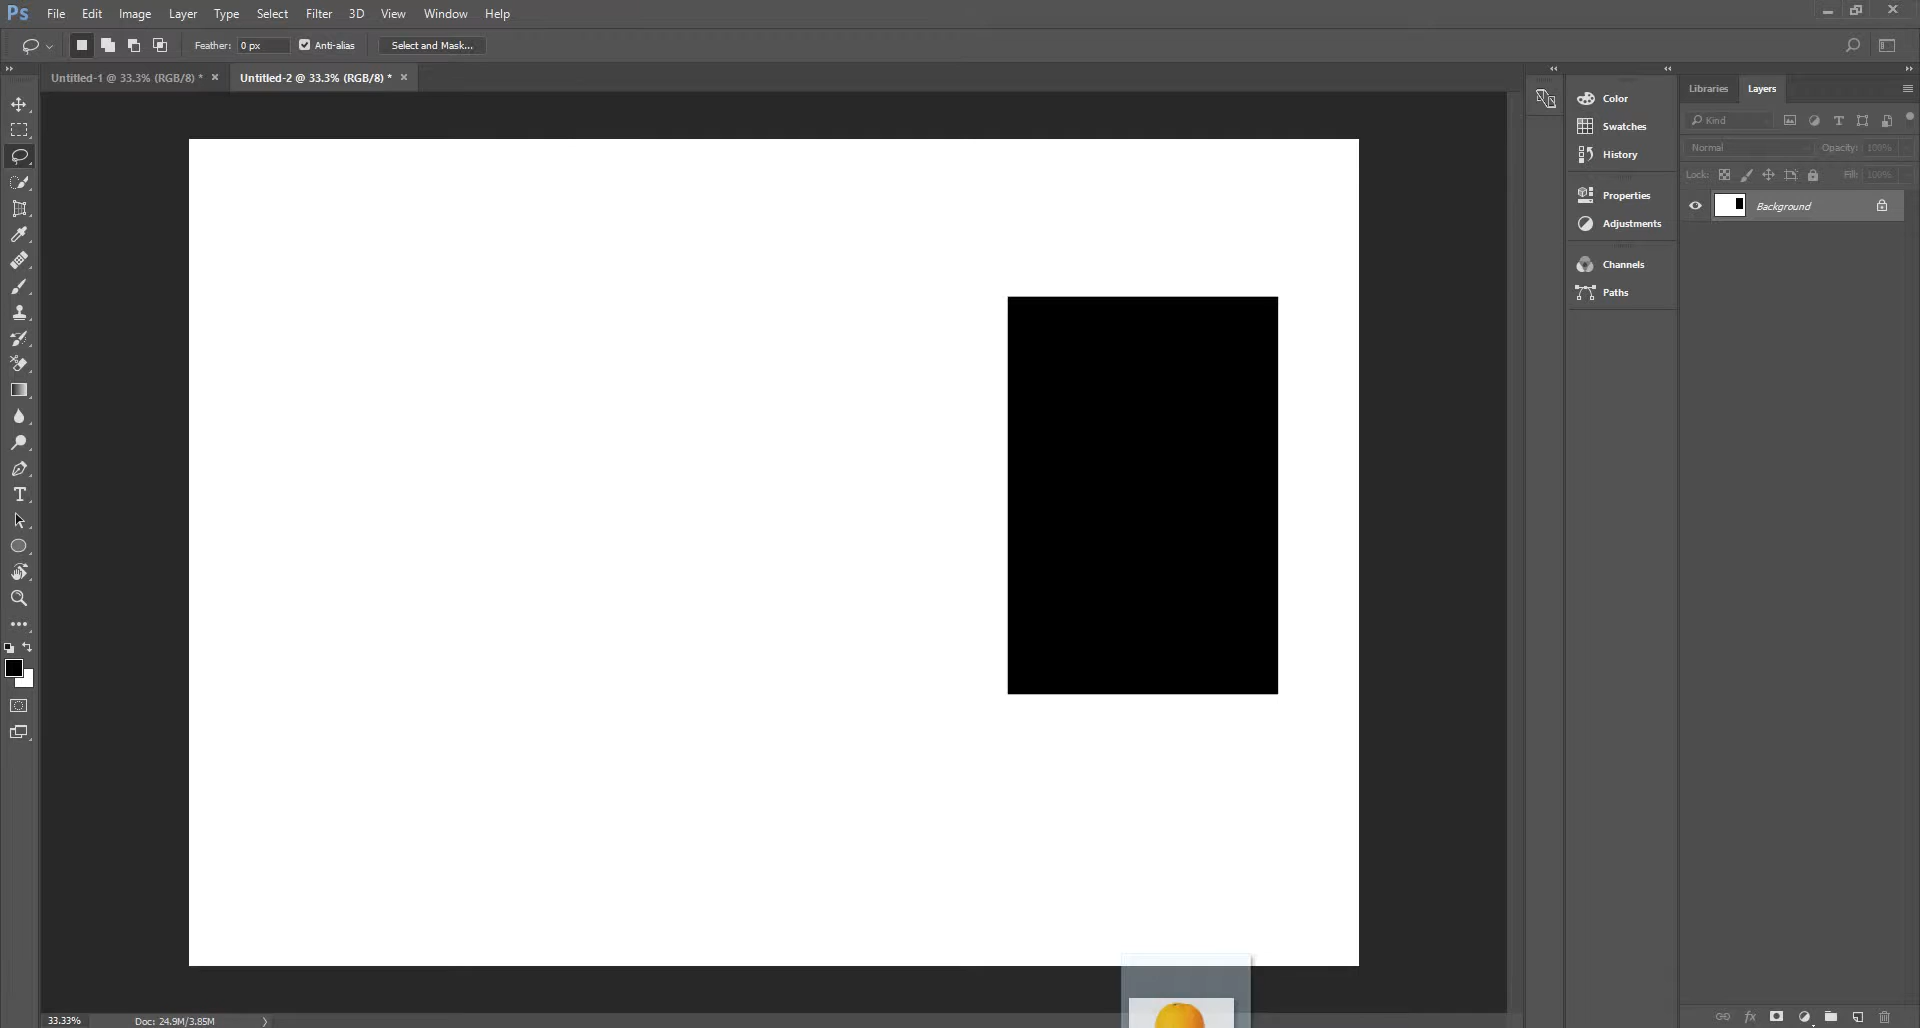 Ps File Edit Image Layer Type Select Filter 3D View Window Help
Feather: 0 px Anti-alias Select and Mask...
Untitled-1 @ 33.3% (RGB/8) * Untitled-2 @ 33.3% (RGB/8) *
Libraries Layers
Color
Swatches
History
Properties
Adjustments
Channels
Paths
Kind
Normal Opacity: 100%
Lock: Fill: 100%
Background
33.33% Doc: 24.9M/3.85M